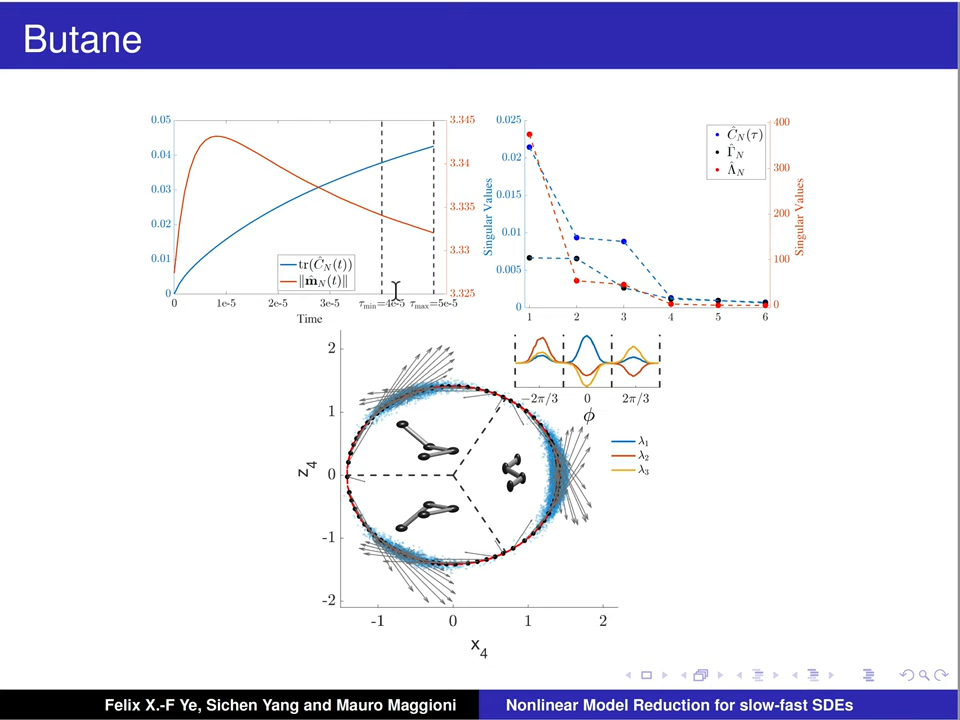 Butane
0.05
0.04
0.03
0.02
0.01
0
3.345
3.34
3.335
3.33
3.325
tr(Ĉ_N(t))
‖m̂_N(t)‖
0 1e-5 2e-5 3e-5 τ_min=4e-5 τ_max=5e-5
Time
Singular Values
0.025
0.02
0.015
0.01
0.005
0
400
300
200
100
0
Singular Values
Ĉ_N(τ)
Γ̂_N
Λ̂_N
1 2 3 4 5 6
−2π/3 0 2π/3
ϕ
λ₁
λ₂
λ₃
z₄
2
1
0
-1
-2
-1 0 1 2
x₄
Felix X.-F Ye, Sichen Yang and Mauro Maggioni Nonlinear Model Reduction for slow-fast SDEs